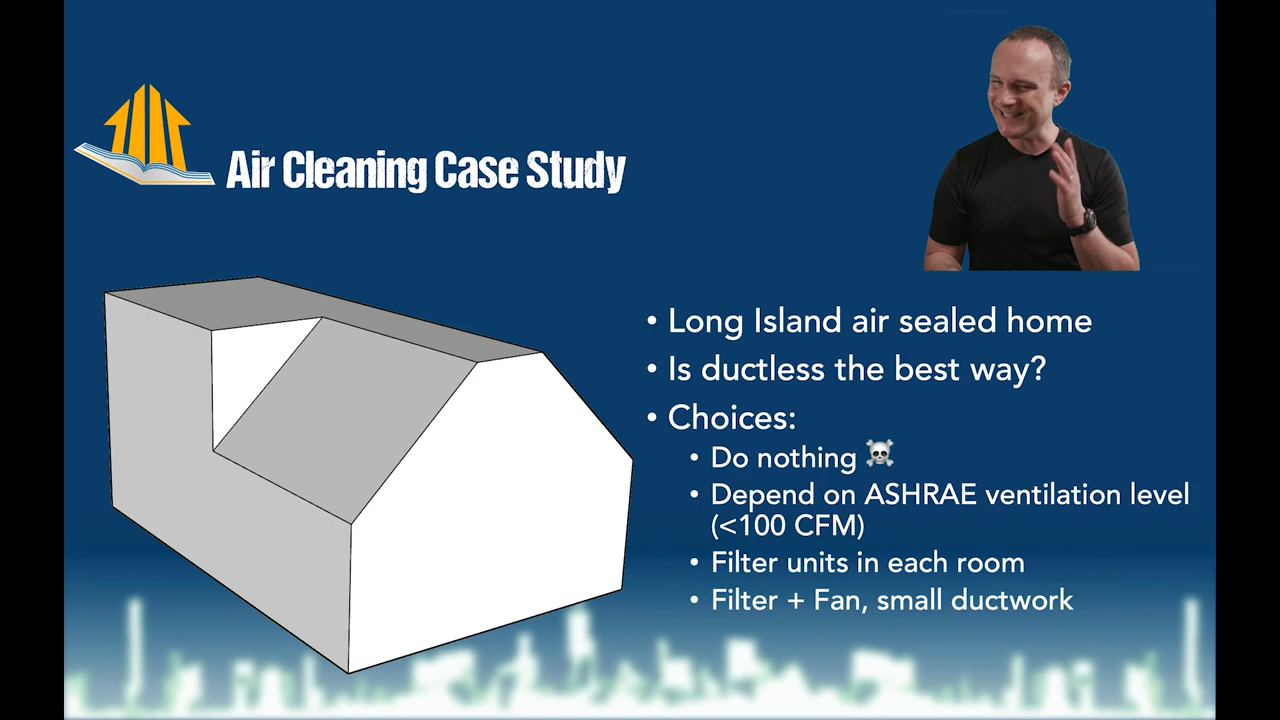 Air Cleaning Case Study
• Long Island air sealed home
• Is ductless the best way?
• Choices:
• Do nothing ☠️
• Depend on ASHRAE ventilation level
(<100 CFM)
• Filter units in each room
• Filter + Fan, small ductwork